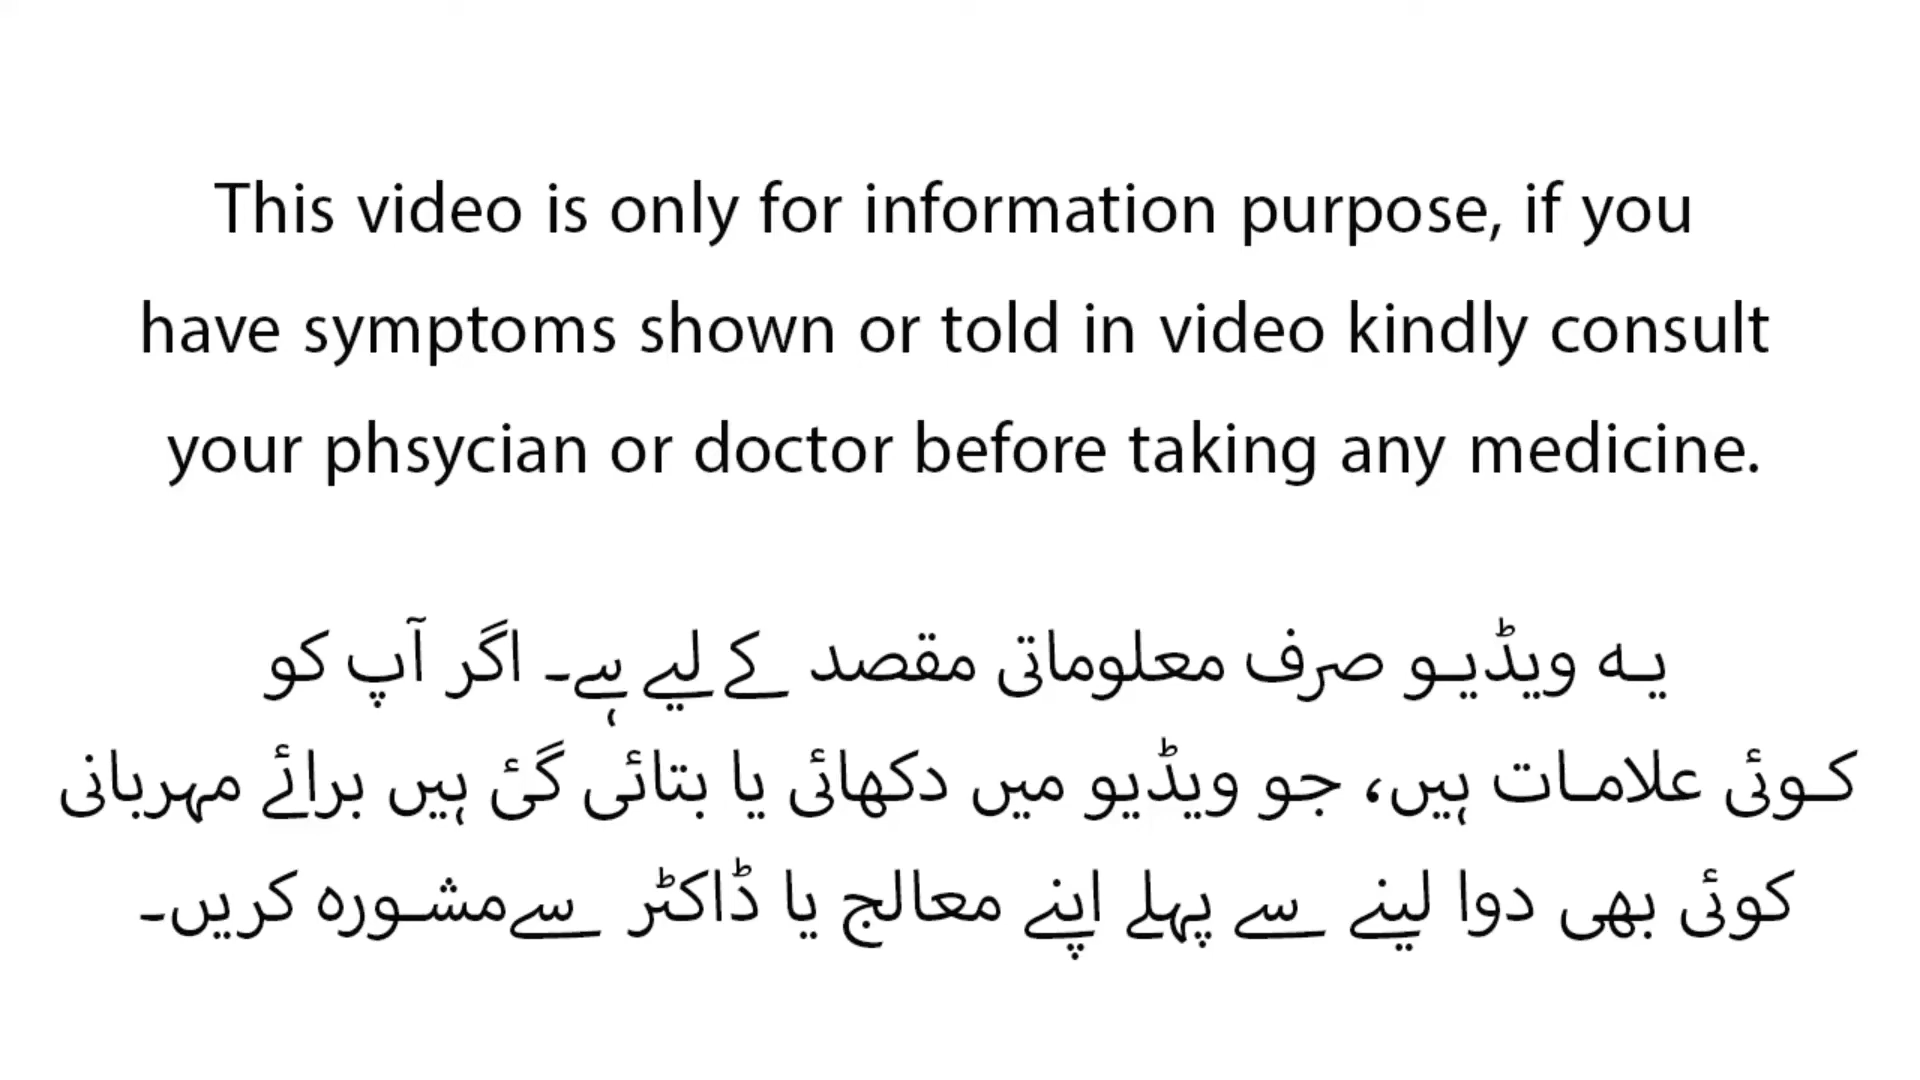 This video is only for information purpose, if you
have symptoms shown or told in video kindly consult
your phsycian or doctor before taking any medicine.
یہ ویڈیو صرف معلوماتی مقصد کے لیے ہے۔ اگر آپ کو
کوئی علامات ہیں، جو ویڈیو میں دکھائی یا بتائی گئ ہیں برائے مہربانی
کوئی بھی دوا لینے سے پہلے اپنے معالج یا ڈاکٹر سےمشورہ کریں۔